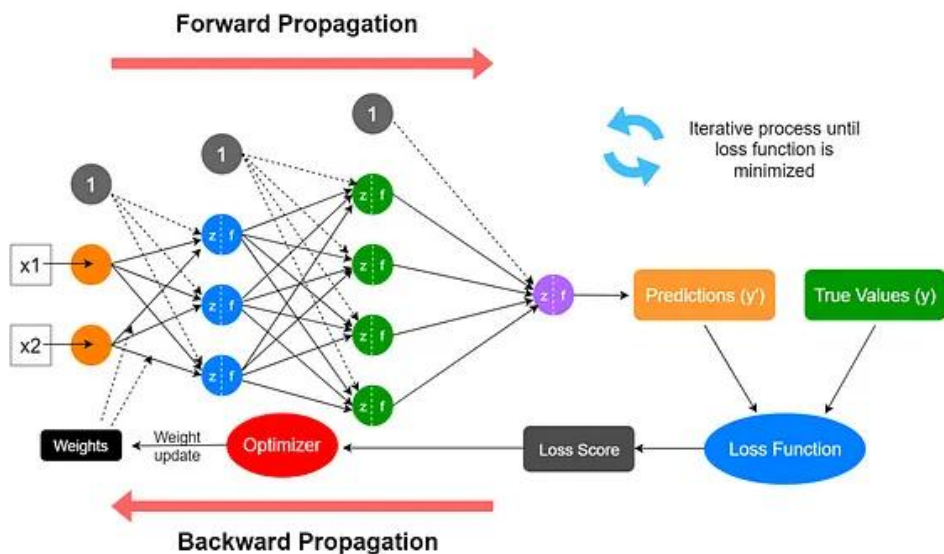 Forward Propagation
1
1
1
Iterative process until
loss function is
minimized
z f
z f
x1
z f
z f
z f
Predictions (y')
True Values (y)
x2
z f
z f
z f
Weights
Weight
update
Optimizer
Loss Score
Loss Function
Backward Propagation